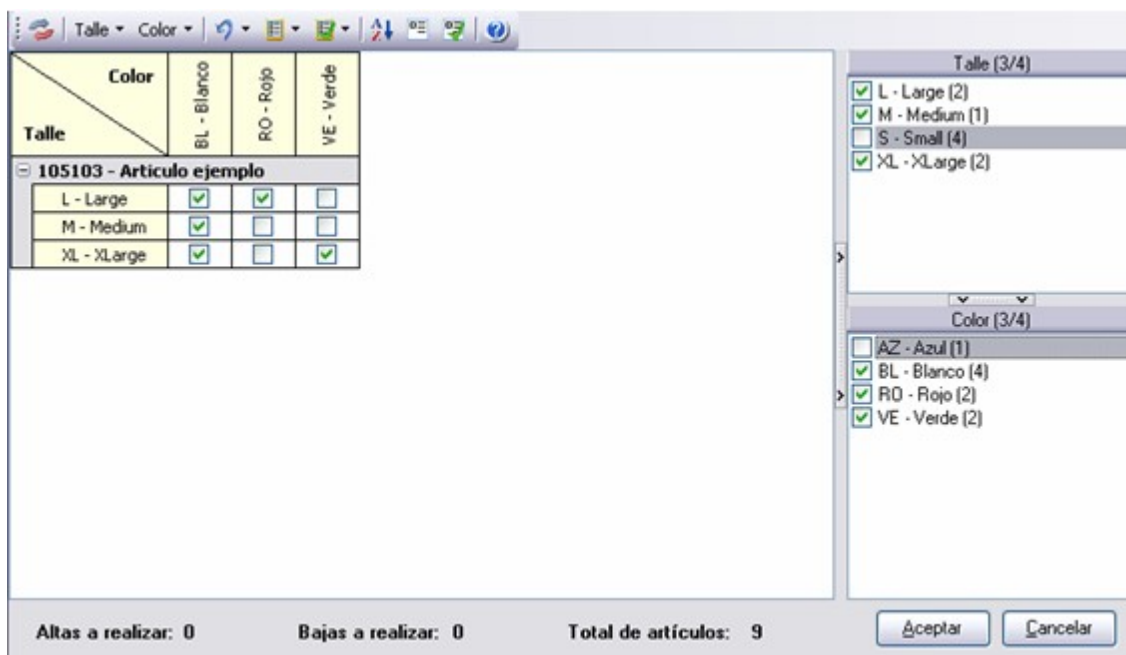 Talle Color
Color
Talle
BL - Blanco
RO - Rojo
VE - Verde
105103 - Articulo ejemplo
L - Large
M - Medium
XL - XLarge
Talle (3/4)
L - Large (2)
M - Medium (1)
S - Small (4)
XL - XLarge (2)
Color (3/4)
AZ - Azul (1)
BL - Blanco (4)
RO - Rojo (2)
VE - Verde (2)
Altas a realizar: 0 Bajas a realizar: 0 Total de artículos: 9
Aceptar Cancelar